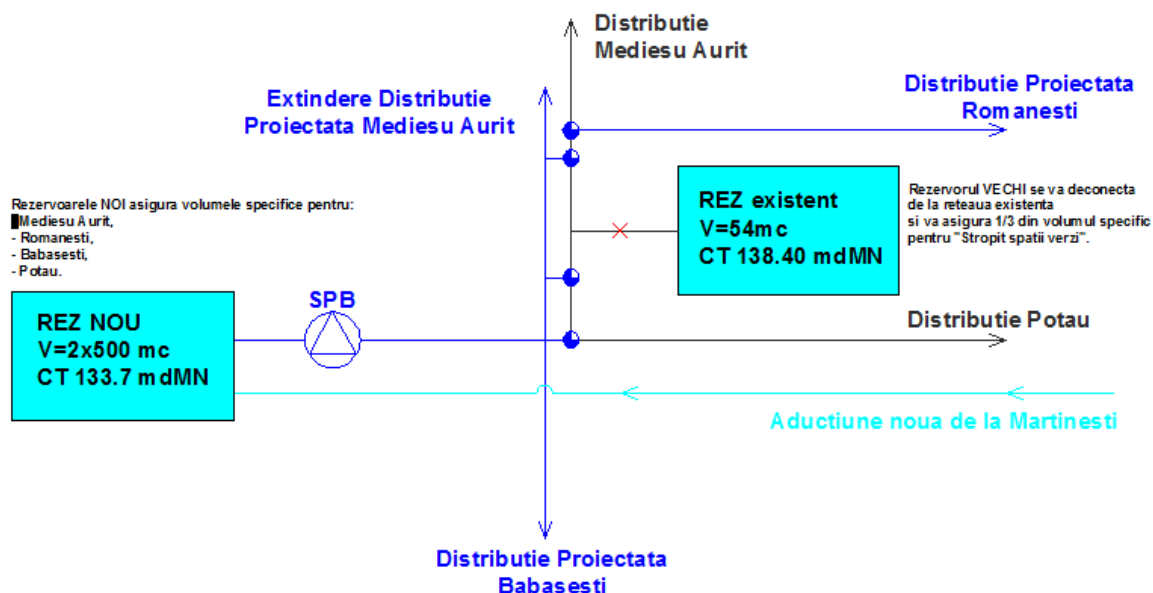 Distributie
Mediesu Aurit
Distributie Proiectata
Romanesti
Extindere Distributie
Proiectata Mediesu Aurit
Rezervoarele NOI asigura volumele specifice pentru:
Mediesu Aurit,
- Romanesti,
- Babasesti,
- Potau.
REZ existent
V=54mc
CT 138.40 mdMN
Rezervorul VECHI se va deconecta
de la reteaua existenta
si va asigura 1/3 din volumul specific
pentru "Stropit spatii verzi".
SPB
REZ NOU
V=2x500 mc
CT 133.7 mdMN
Distributie Potau
Aductiune noua de la Martinesti
Distributie Proiectata
Babasesti